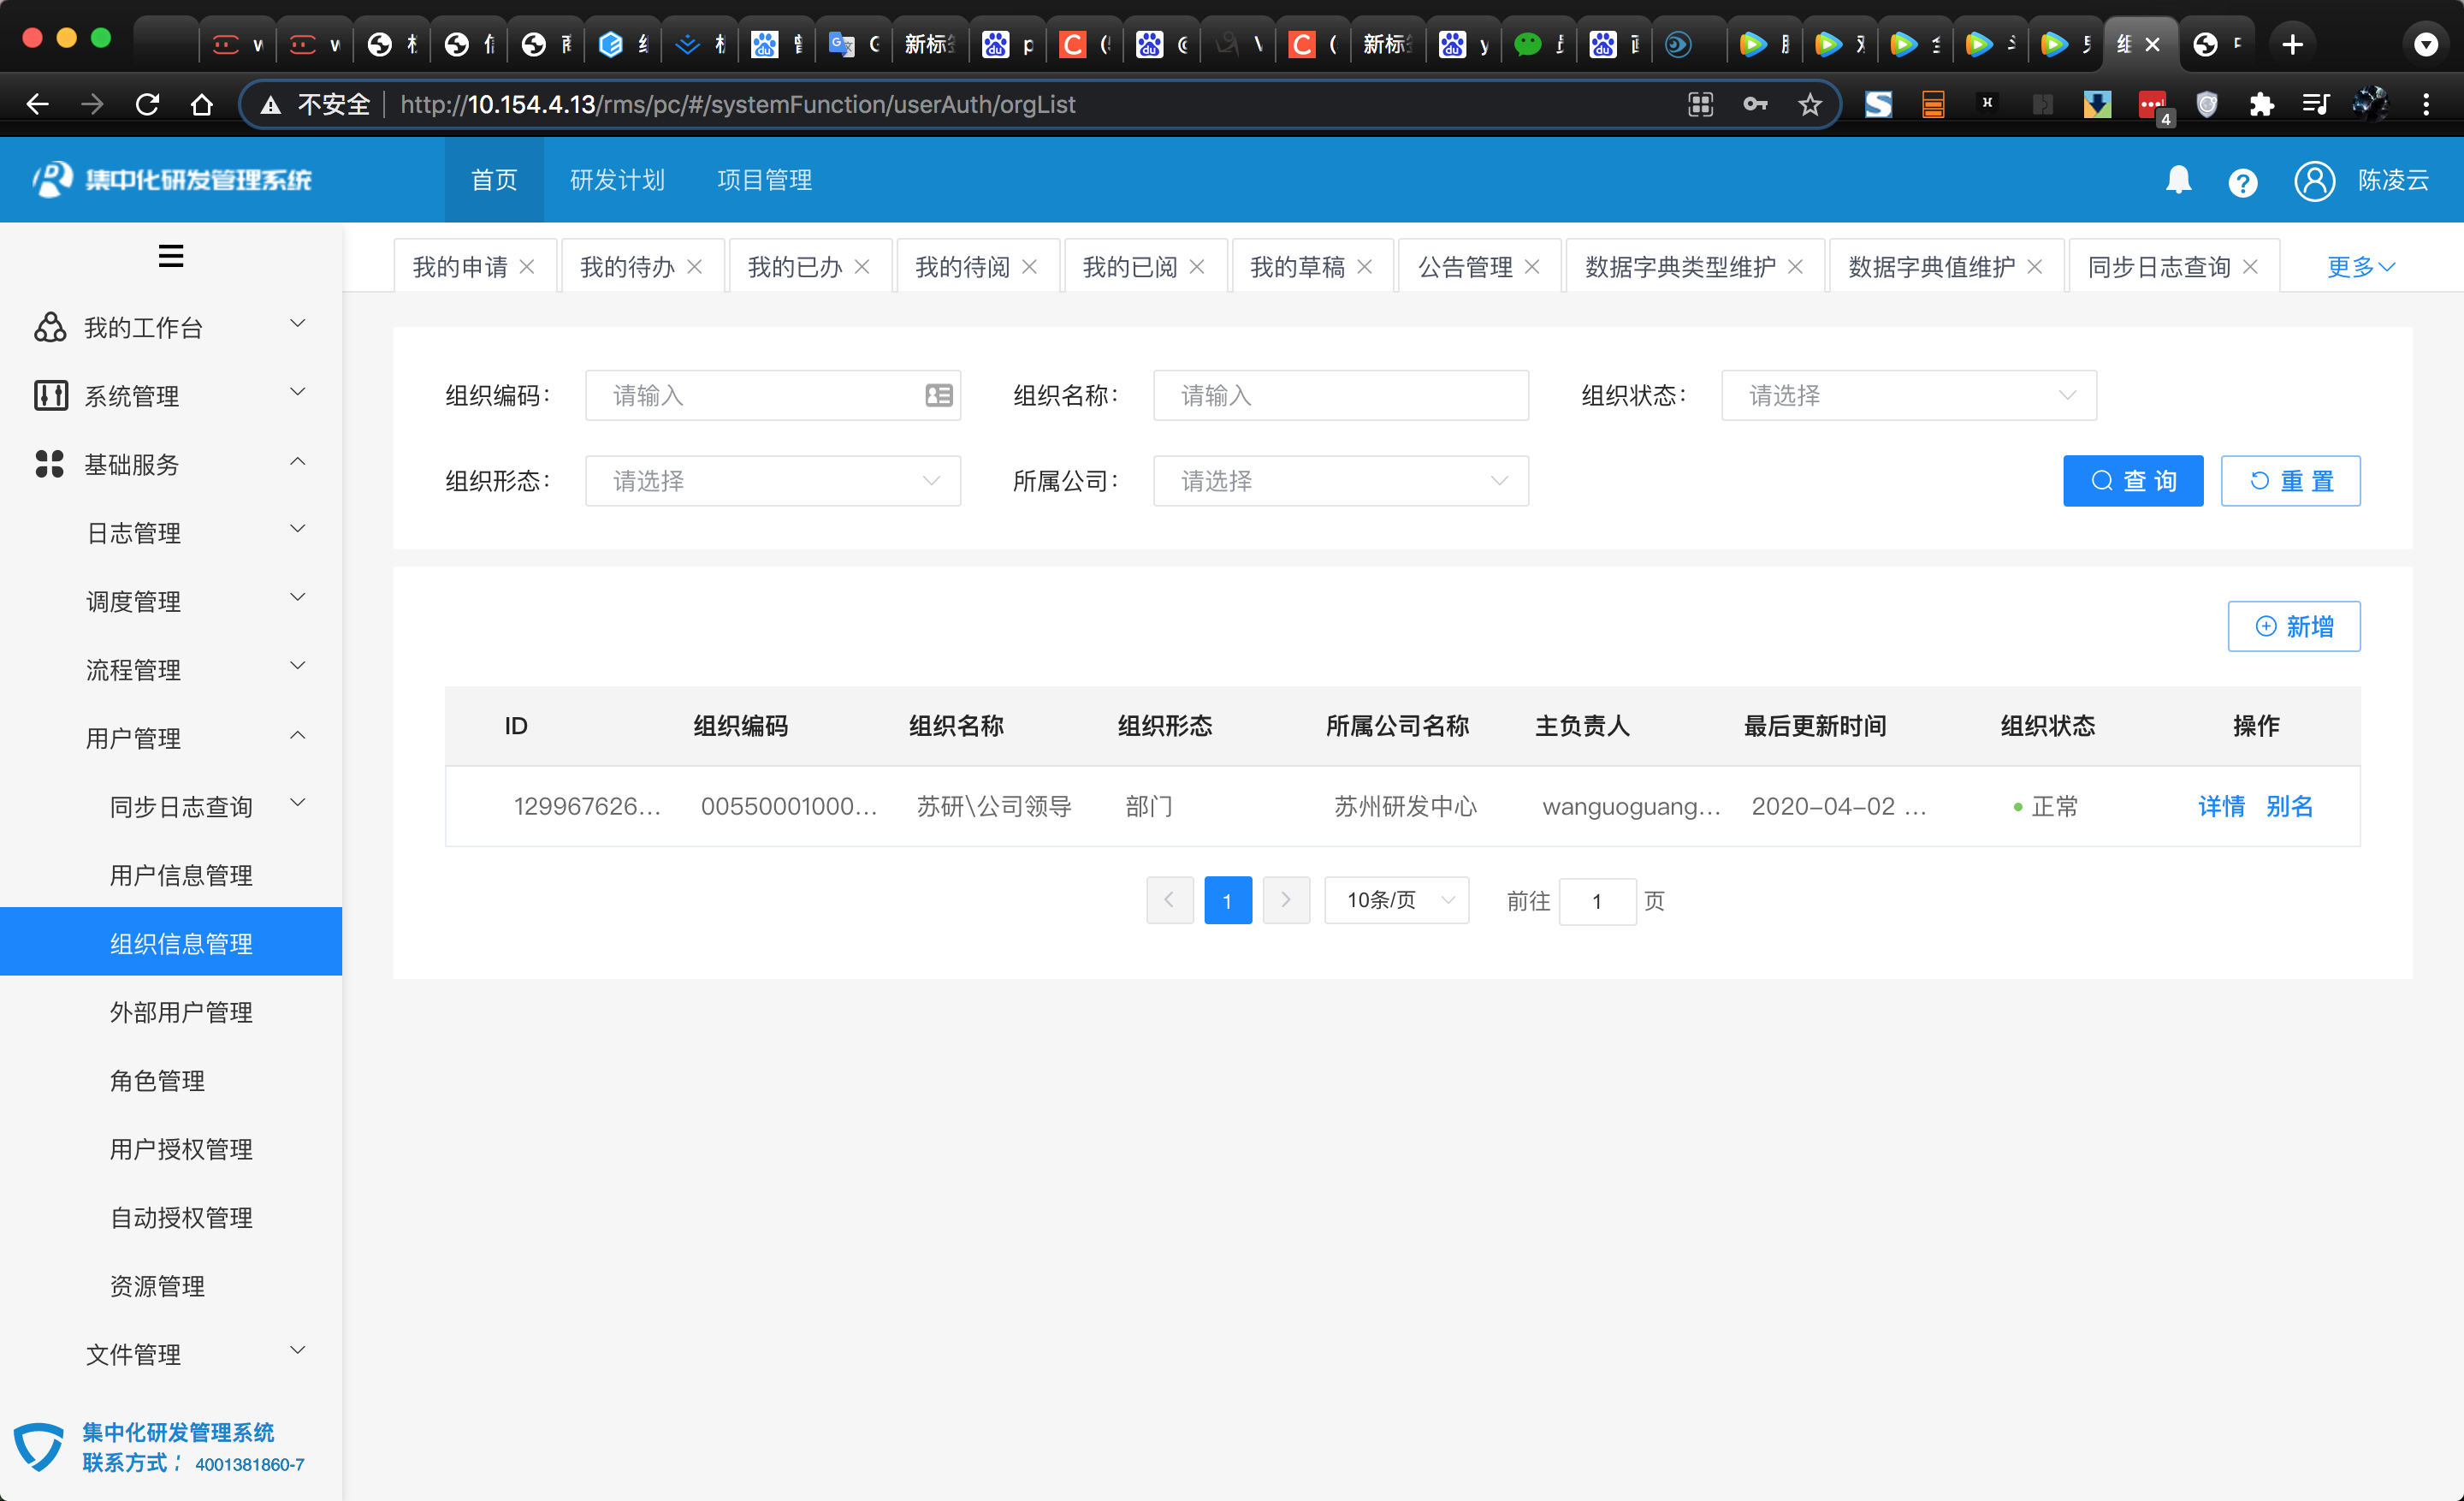 新标
新标
不安全 http://10.154.4.13/rms/pc/#/systemFunction/userAuth/orgList
4
集中化研发管理系统
首页 研发计划 项目管理
陈凌云
我的申请 我的待办 我的已办 我的待阅 我的已阅 我的草稿 公告管理 数据字典类型维护 数据字典值维护 同步日志查询 更多
我的工作台
系统管理
基础服务
日志管理
调度管理
流程管理
用户管理
同步日志查询
用户信息管理
组织信息管理
外部用户管理
角色管理
用户授权管理
自动授权管理
资源管理
文件管理
集中化研发管理系统
联系方式： 4001381860-7
组织编码： 请输入 组织名称： 请输入 组织状态： 请选择
组织形态： 请选择 所属公司： 请选择 查 询 重 置
新增
ID 组织编码 组织名称 组织形态 所属公司名称 主负责人 最后更新时间 组织状态 操作
129967626... 00550001000... 苏研\公司领导 部门 苏州研发中心 wanguoguang... 2020-04-02 ... 正常 详情 别名
1 10条/页 前往 1 页